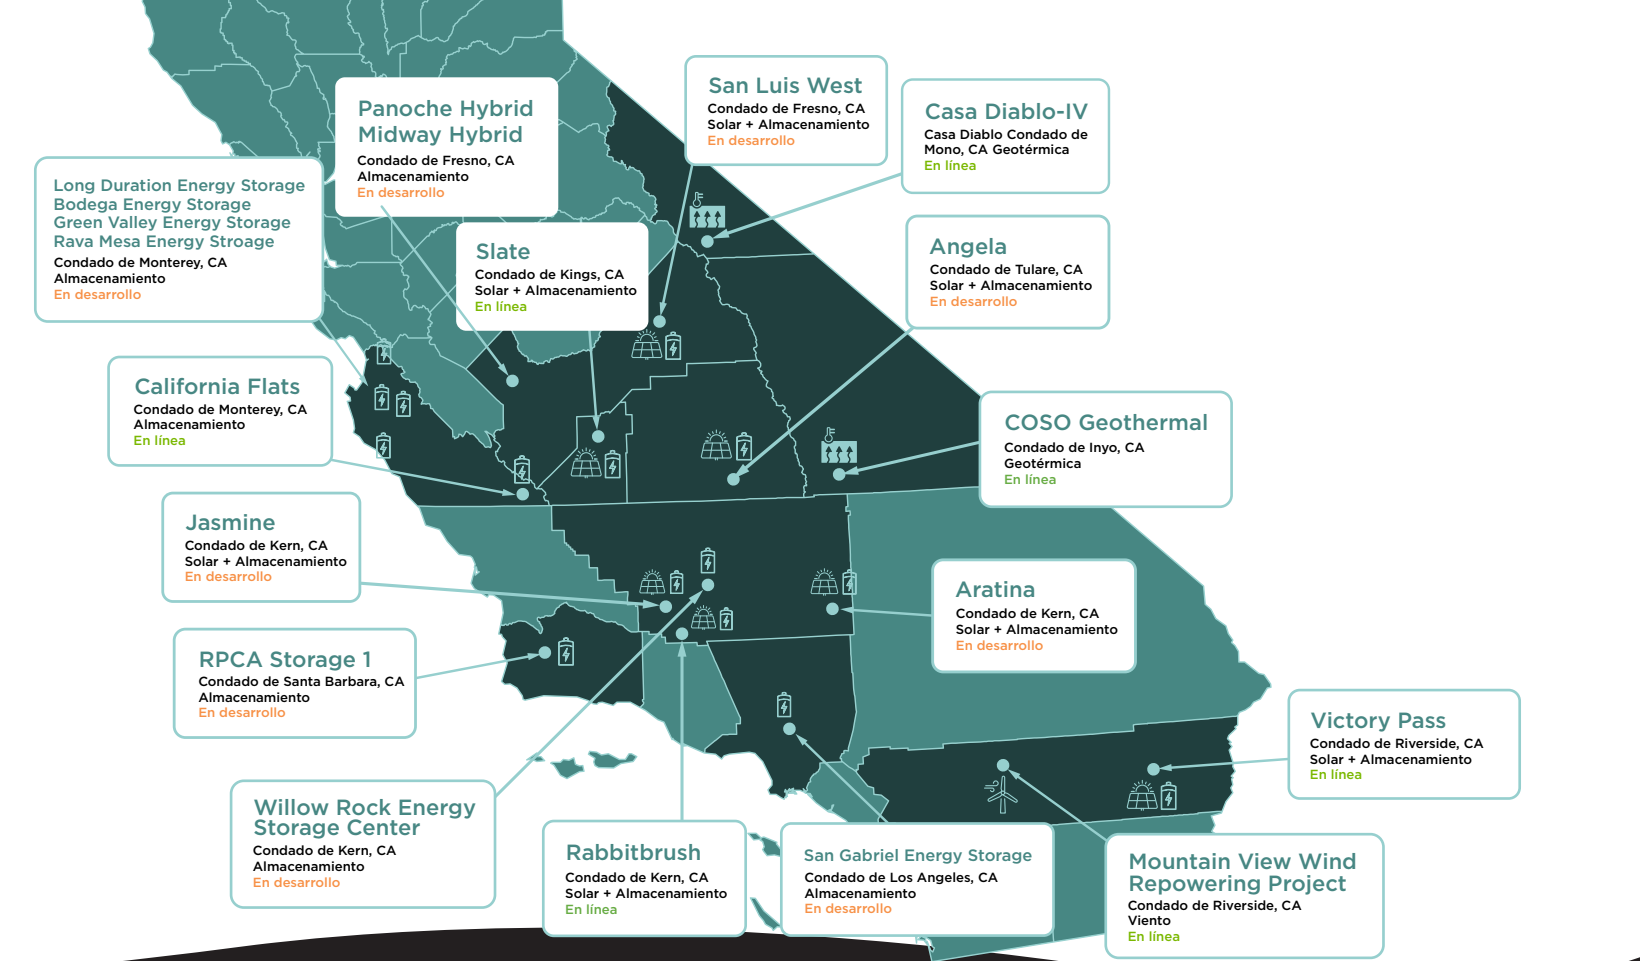 San Luis West
Condado de Fresno, CA
Solar + Almacenamiento
En desarrollo
Panoche Hybrid
Midway Hybrid
Condado de Fresno, CA
Almacenamiento
En desarrollo
Casa Diablo-IV
Casa Diablo Condado de
Mono, CA Geotérmica
En línea
Long Duration Energy Storage
Bodega Energy Storage
Green Valley Energy Storage
Rava Mesa Energy Stroage
Condado de Monterey, CA
Almacenamiento
En desarrollo
Slate
Condado de Kings, CA
Solar + Almacenamiento
En línea
Angela
Condado de Tulare, CA
Solar + Almacenamiento
En desarrollo
California Flats
Condado de Monterey, CA
Almacenamiento
En línea
COSO Geothermal
Condado de Inyo, CA
Geotérmica
En línea
Jasmine
Condado de Kern, CA
Solar + Almacenamiento
En desarrollo
Aratina
Condado de Kern, CA
Solar + Almacenamiento
En desarrollo
RPCA Storage 1
Condado de Santa Barbara, CA
Almacenamiento
En desarrollo
Victory Pass
Condado de Riverside, CA
Solar + Almacenamiento
En línea
Willow Rock Energy
Storage Center
Condado de Kern, CA
Almacenamiento
En desarrollo
Rabbitbrush
Condado de Kern, CA
Solar + Almacenamiento
En línea
San Gabriel Energy Storage
Condado de Los Angeles, CA
Almacenamiento
En desarrollo
Mountain View Wind
Repowering Project
Condado de Riverside, CA
Viento
En línea